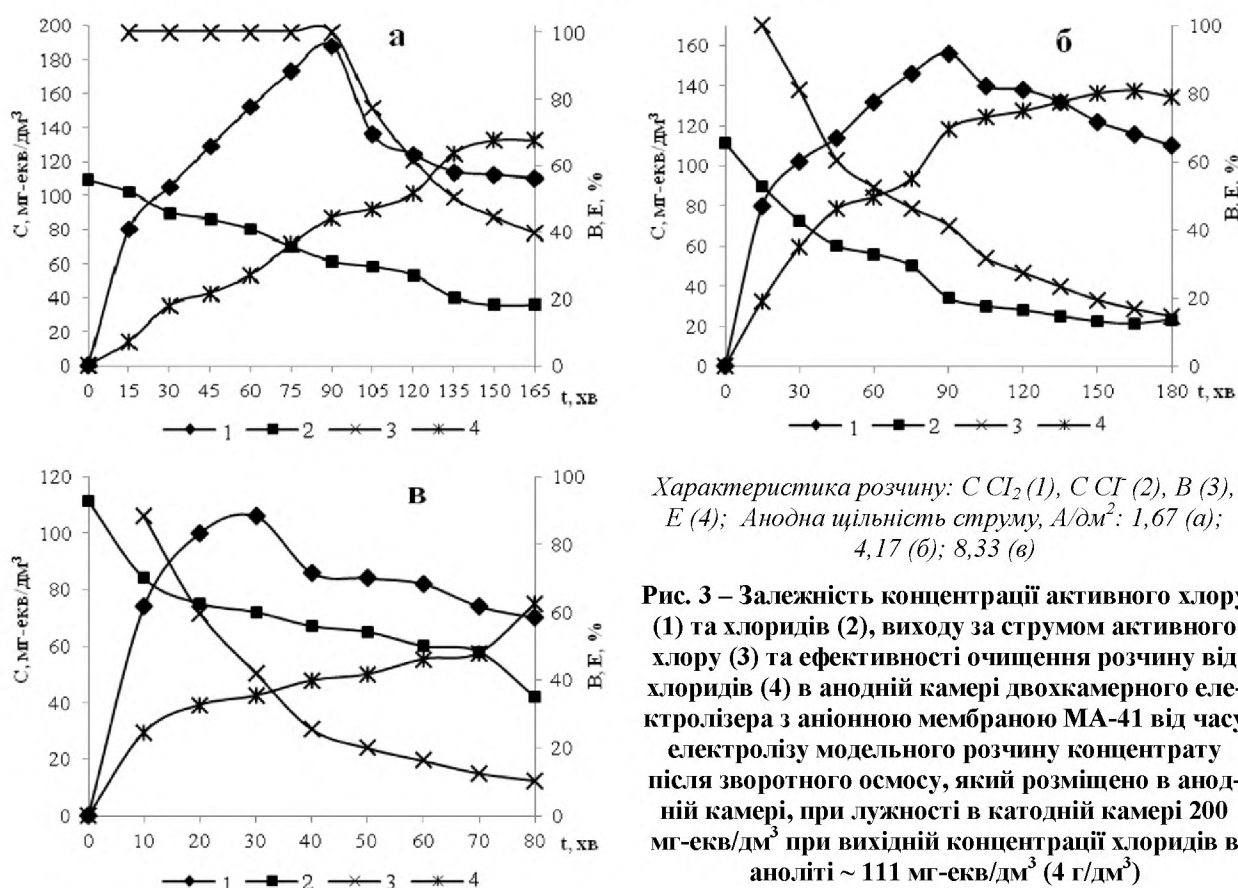 200
180
160
140
120
100
80
60
40
20
0
С, мг-екв/дм³
а
100
80
60
40
20
0
В, Е, %
0 15 30 45 60 75 90 105 120 135 150 165
t, хв
1 2 3 4
160
140
120
100
80
60
40
20
0
С, мг-екв/дм³
б
100
80
60
40
20
0
В, Е, %
0 30 60 90 120 150 180
t, хв
1 2 3 4
120
100
80
60
40
20
0
С, мг-екв/дм³
в
100
80
60
40
20
0
В, Е, %
0 10 20 30 40 50 60 70 80
t, хв
1 2 3 4
Характеристика розчину: С Cl₂ (1), С Cl⁻ (2), В (3),
Е (4); Анодна щільність струму, А/дм²: 1,67 (а);
4,17 (б); 8,33 (в)
Рис. 3 – Залежність концентрації активного хлору
(1) та хлоридів (2), виходу за струмом активного
хлору (3) та ефективності очищення розчину від
хлоридів (4) в анодній камері двохкамерного еле-
ктролізера з аніонною мембраною МА-41 від часу
електролізу модельного розчину концентрату
після зворотного осмосу, який розміщено в анод-
ній камері, при лужності в катодній камері 200
мг-екв/дм³ при вихідній концентрації хлоридів в
аноліті ~ 111 мг-екв/дм³ (4 г/дм³)